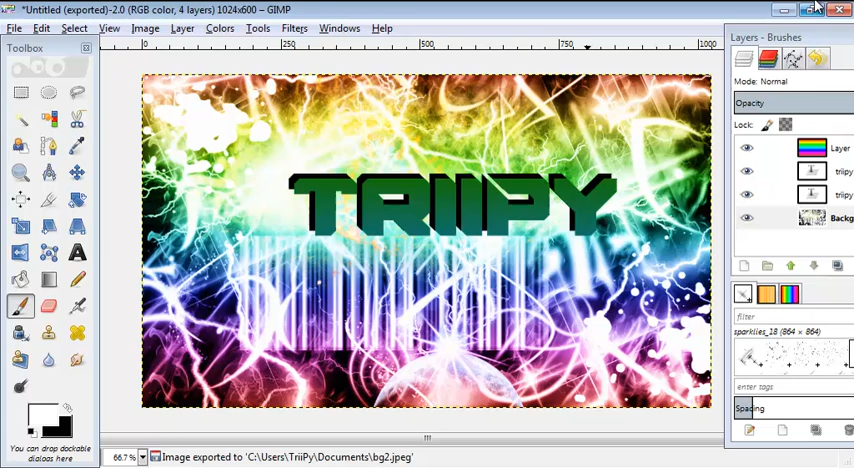 *Untitled (exported)-2.0 (RGB color, 4 layers) 1024x600 – GIMP
File Edit Select View Image Layer Colors Tools Filters Windows Help
Toolbox
0 250 500 750 1000
Layers - Brushes
Mode: Normal
Opacity
Lock:
Layer
triipy
triipy
Backg
TRIIPY
filter
sparklies_18 (864 × 864)
enter tags
Spacing
You can drop dockable dialogs here
66.7 % Image exported to 'C:\Users\TriiPy\Documents\bg2.jpeg'